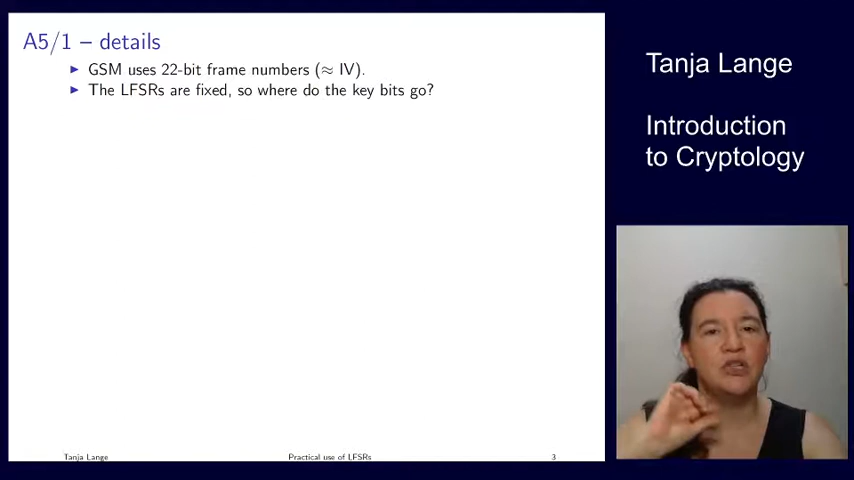 A5/1 – details
▶ GSM uses 22-bit frame numbers (≈ IV).
▶ The LFSRs are fixed, so where do the key bits go?
Tanja Lange
Practical use of LFSRs
3
Tanja Lange
Introduction
to Cryptology